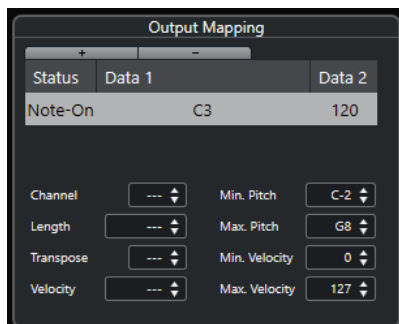 Output Mapping
+ −
Status Data 1 Data 2
Note-On C3 120
Channel --- Min. Pitch C-2
Length --- Max. Pitch G8
Transpose --- Min. Velocity 0
Velocity --- Max. Velocity 127